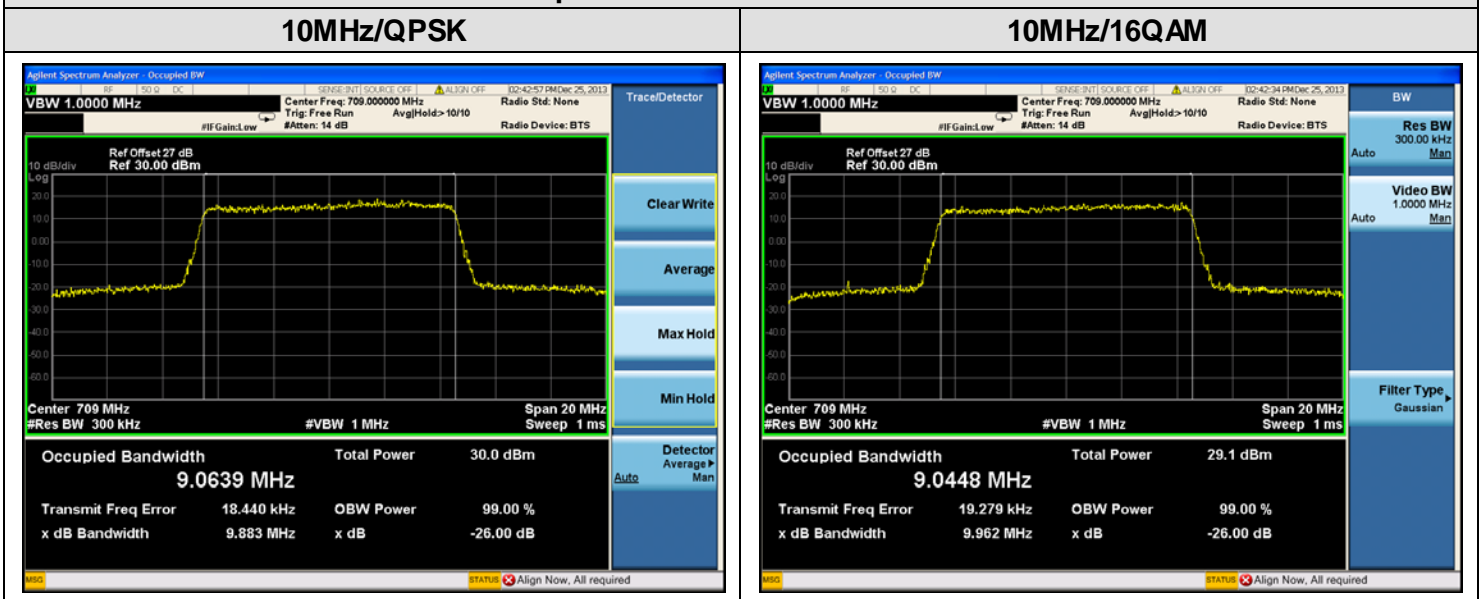 10MHz/QPSK
10MHz/16QAM
Agilent Spectrum Analyzer - Occupied BW
RF 50 Ω DC SENSE:INT SOURCE OFF ALIGN OFF 02:42:57 PM Dec 25, 2013
VBW 1.0000 MHz
Center Freq: 709.000000 MHz
Radio Std: None
Trig: Free Run Avg|Hold:>10/10
#IFGain:Low #Atten: 14 dB
Radio Device: BTS
Trace/Detector
Ref Offset 27 dB
10 dB/div Ref 30.00 dBm
Log
20.0
10.0
0.00
-10.0
-20.0
-30.0
-40.0
-50.0
-60.0
Clear Write
Average
Max Hold
Min Hold
Detector
Average
Auto Man
Center 709 MHz Span 20 MHz
#Res BW 300 kHz #VBW 1 MHz Sweep 1 ms
Occupied Bandwidth Total Power 30.0 dBm
9.0639 MHz
Transmit Freq Error 18.440 kHz OBW Power 99.00 %
x dB Bandwidth 9.883 MHz x dB -26.00 dB
MSG STATUS Align Now, All required
Agilent Spectrum Analyzer - Occupied BW
RF 50 Ω DC SENSE:INT SOURCE OFF ALIGN OFF 02:42:34 PM Dec 25, 2013
VBW 1.0000 MHz
Center Freq: 709.000000 MHz
Radio Std: None
Trig: Free Run Avg|Hold:>10/10
#IFGain:Low #Atten: 14 dB
Radio Device: BTS
BW
Res BW
300.00 kHz
Auto Man
Video BW
1.0000 MHz
Auto Man
Filter Type
Gaussian
Ref Offset 27 dB
10 dB/div Ref 30.00 dBm
Log
20.0
10.0
0.00
-10.0
-20.0
-30.0
-40.0
-50.0
-60.0
Center 709 MHz Span 20 MHz
#Res BW 300 kHz #VBW 1 MHz Sweep 1 ms
Occupied Bandwidth Total Power 29.1 dBm
9.0448 MHz
Transmit Freq Error 19.279 kHz OBW Power 99.00 %
x dB Bandwidth 9.962 MHz x dB -26.00 dB
MSG STATUS Align Now, All required